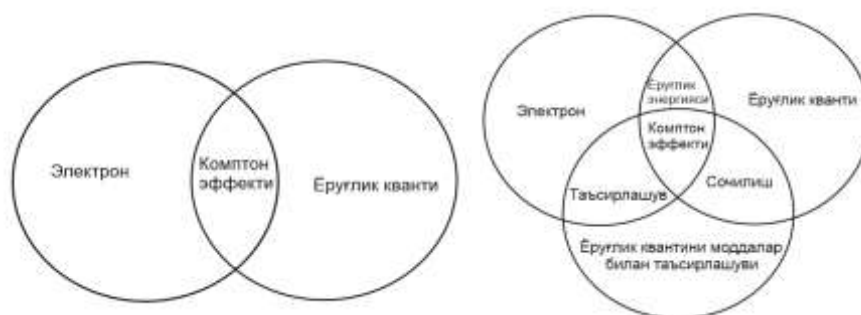 Электрон
Комптон
эффекти
Ёруғлик кванти
Электрон
Ёруғлик
энергияси
Ёруғлик кванти
Комптон
эффекти
Таъсирлашув
Сочилиш
Ёруғлик квантини моддалар
билан таъсирлашуви